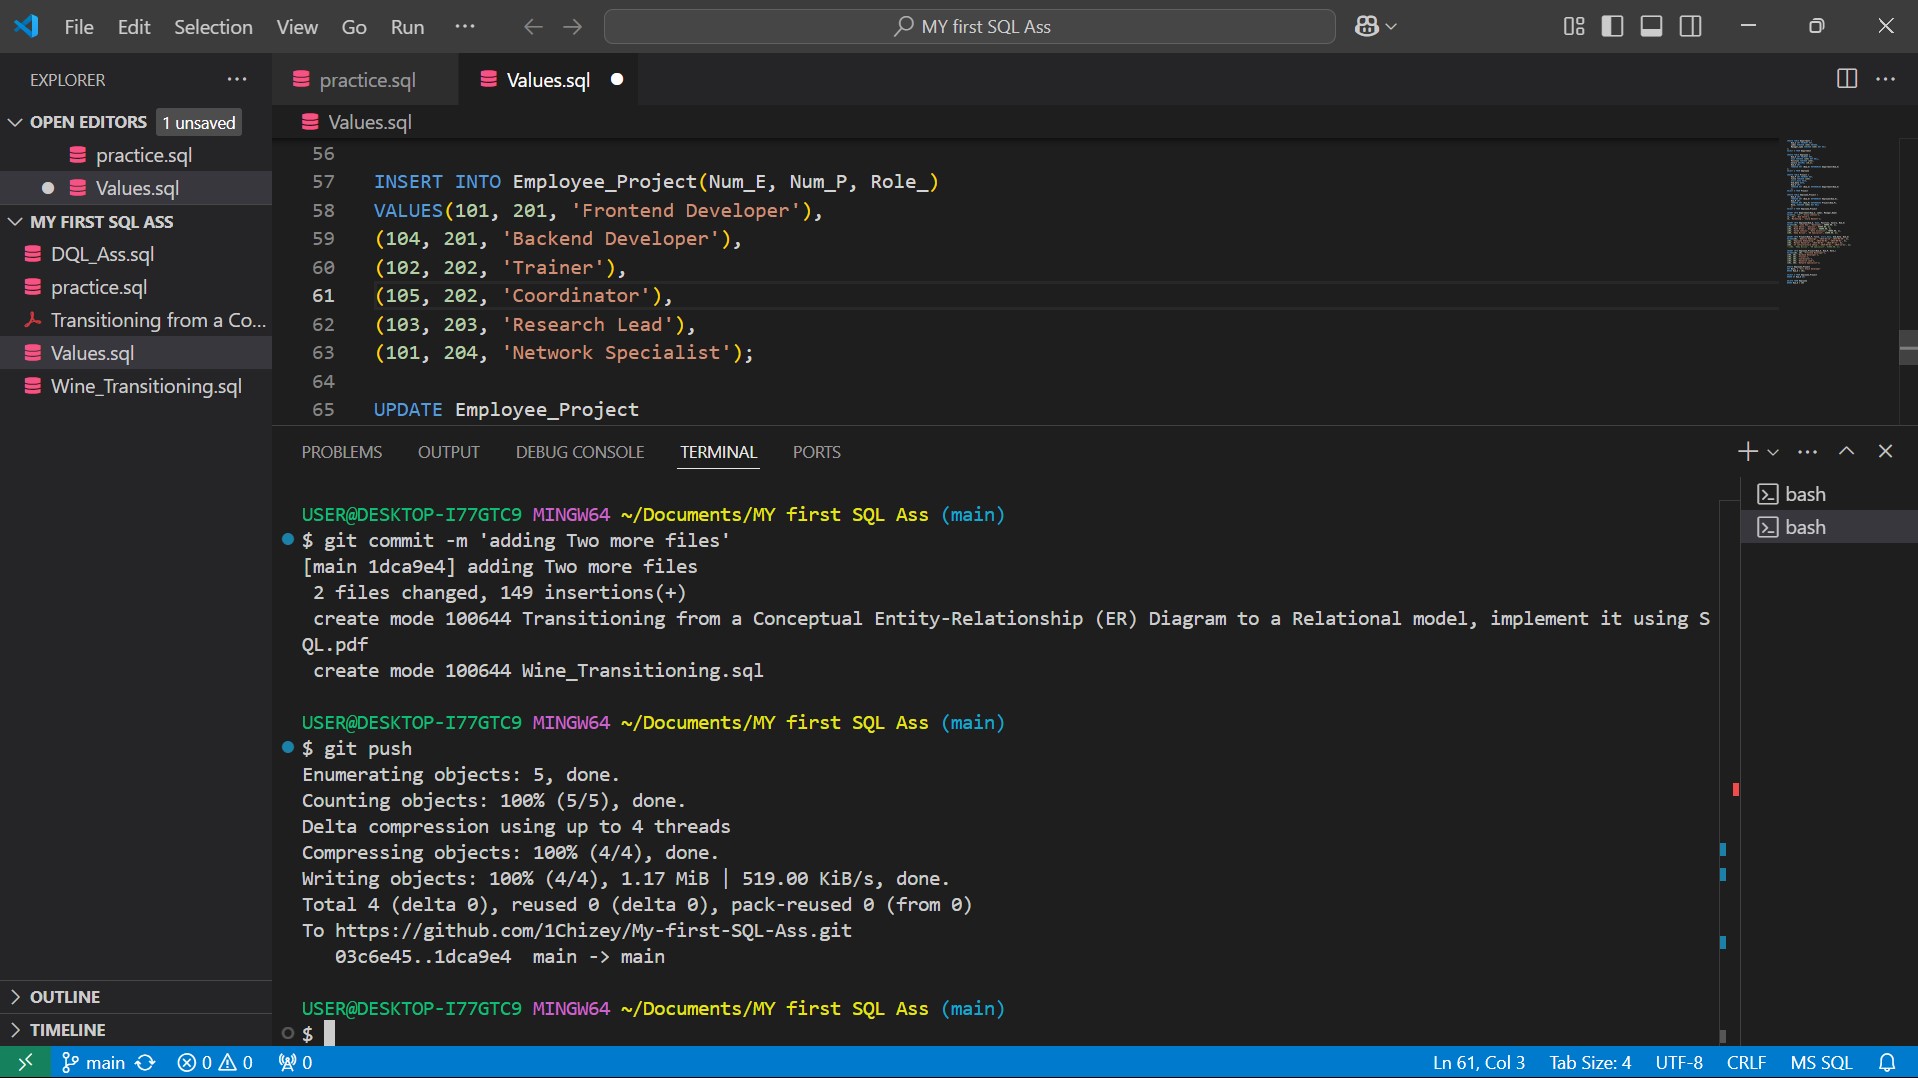 File Edit Selection View Go Run ···
MY first SQL Ass
EXPLORER ···
practice.sql
Values.sql
OPEN EDITORS 1 unsaved
practice.sql
Values.sql
MY FIRST SQL ASS
DQL_Ass.sql
practice.sql
Transitioning from a Co...
Values.sql
Wine_Transitioning.sql
OUTLINE
TIMELINE
Values.sql
56
57 INSERT INTO Employee_Project(Num_E, Num_P, Role_)
58 VALUES(101, 201, 'Frontend Developer'),
59 (104, 201, 'Backend Developer'),
60 (102, 202, 'Trainer'),
61 (105, 202, 'Coordinator'),
62 (103, 203, 'Research Lead'),
63 (101, 204, 'Network Specialist');
64
65 UPDATE Employee_Project
PROBLEMS OUTPUT DEBUG CONSOLE TERMINAL PORTS
bash
bash
USER@DESKTOP-I77GTC9 MINGW64 ~/Documents/MY first SQL Ass (main)
$ git commit -m 'adding Two more files'
[main 1dca9e4] adding Two more files
2 files changed, 149 insertions(+)
create mode 100644 Transitioning from a Conceptual Entity-Relationship (ER) Diagram to a Relational model, implement it using S
QL.pdf
create mode 100644 Wine_Transitioning.sql
USER@DESKTOP-I77GTC9 MINGW64 ~/Documents/MY first SQL Ass (main)
$ git push
Enumerating objects: 5, done.
Counting objects: 100% (5/5), done.
Delta compression using up to 4 threads
Compressing objects: 100% (4/4), done.
Writing objects: 100% (4/4), 1.17 MiB | 519.00 KiB/s, done.
Total 4 (delta 0), reused 0 (delta 0), pack-reused 0 (from 0)
To https://github.com/1Chizey/My-first-SQL-Ass.git
03c6e45..1dca9e4 main -> main
USER@DESKTOP-I77GTC9 MINGW64 ~/Documents/MY first SQL Ass (main)
$
main 0 0 0
Ln 61, Col 3 Tab Size: 4 UTF-8 CRLF MS SQL